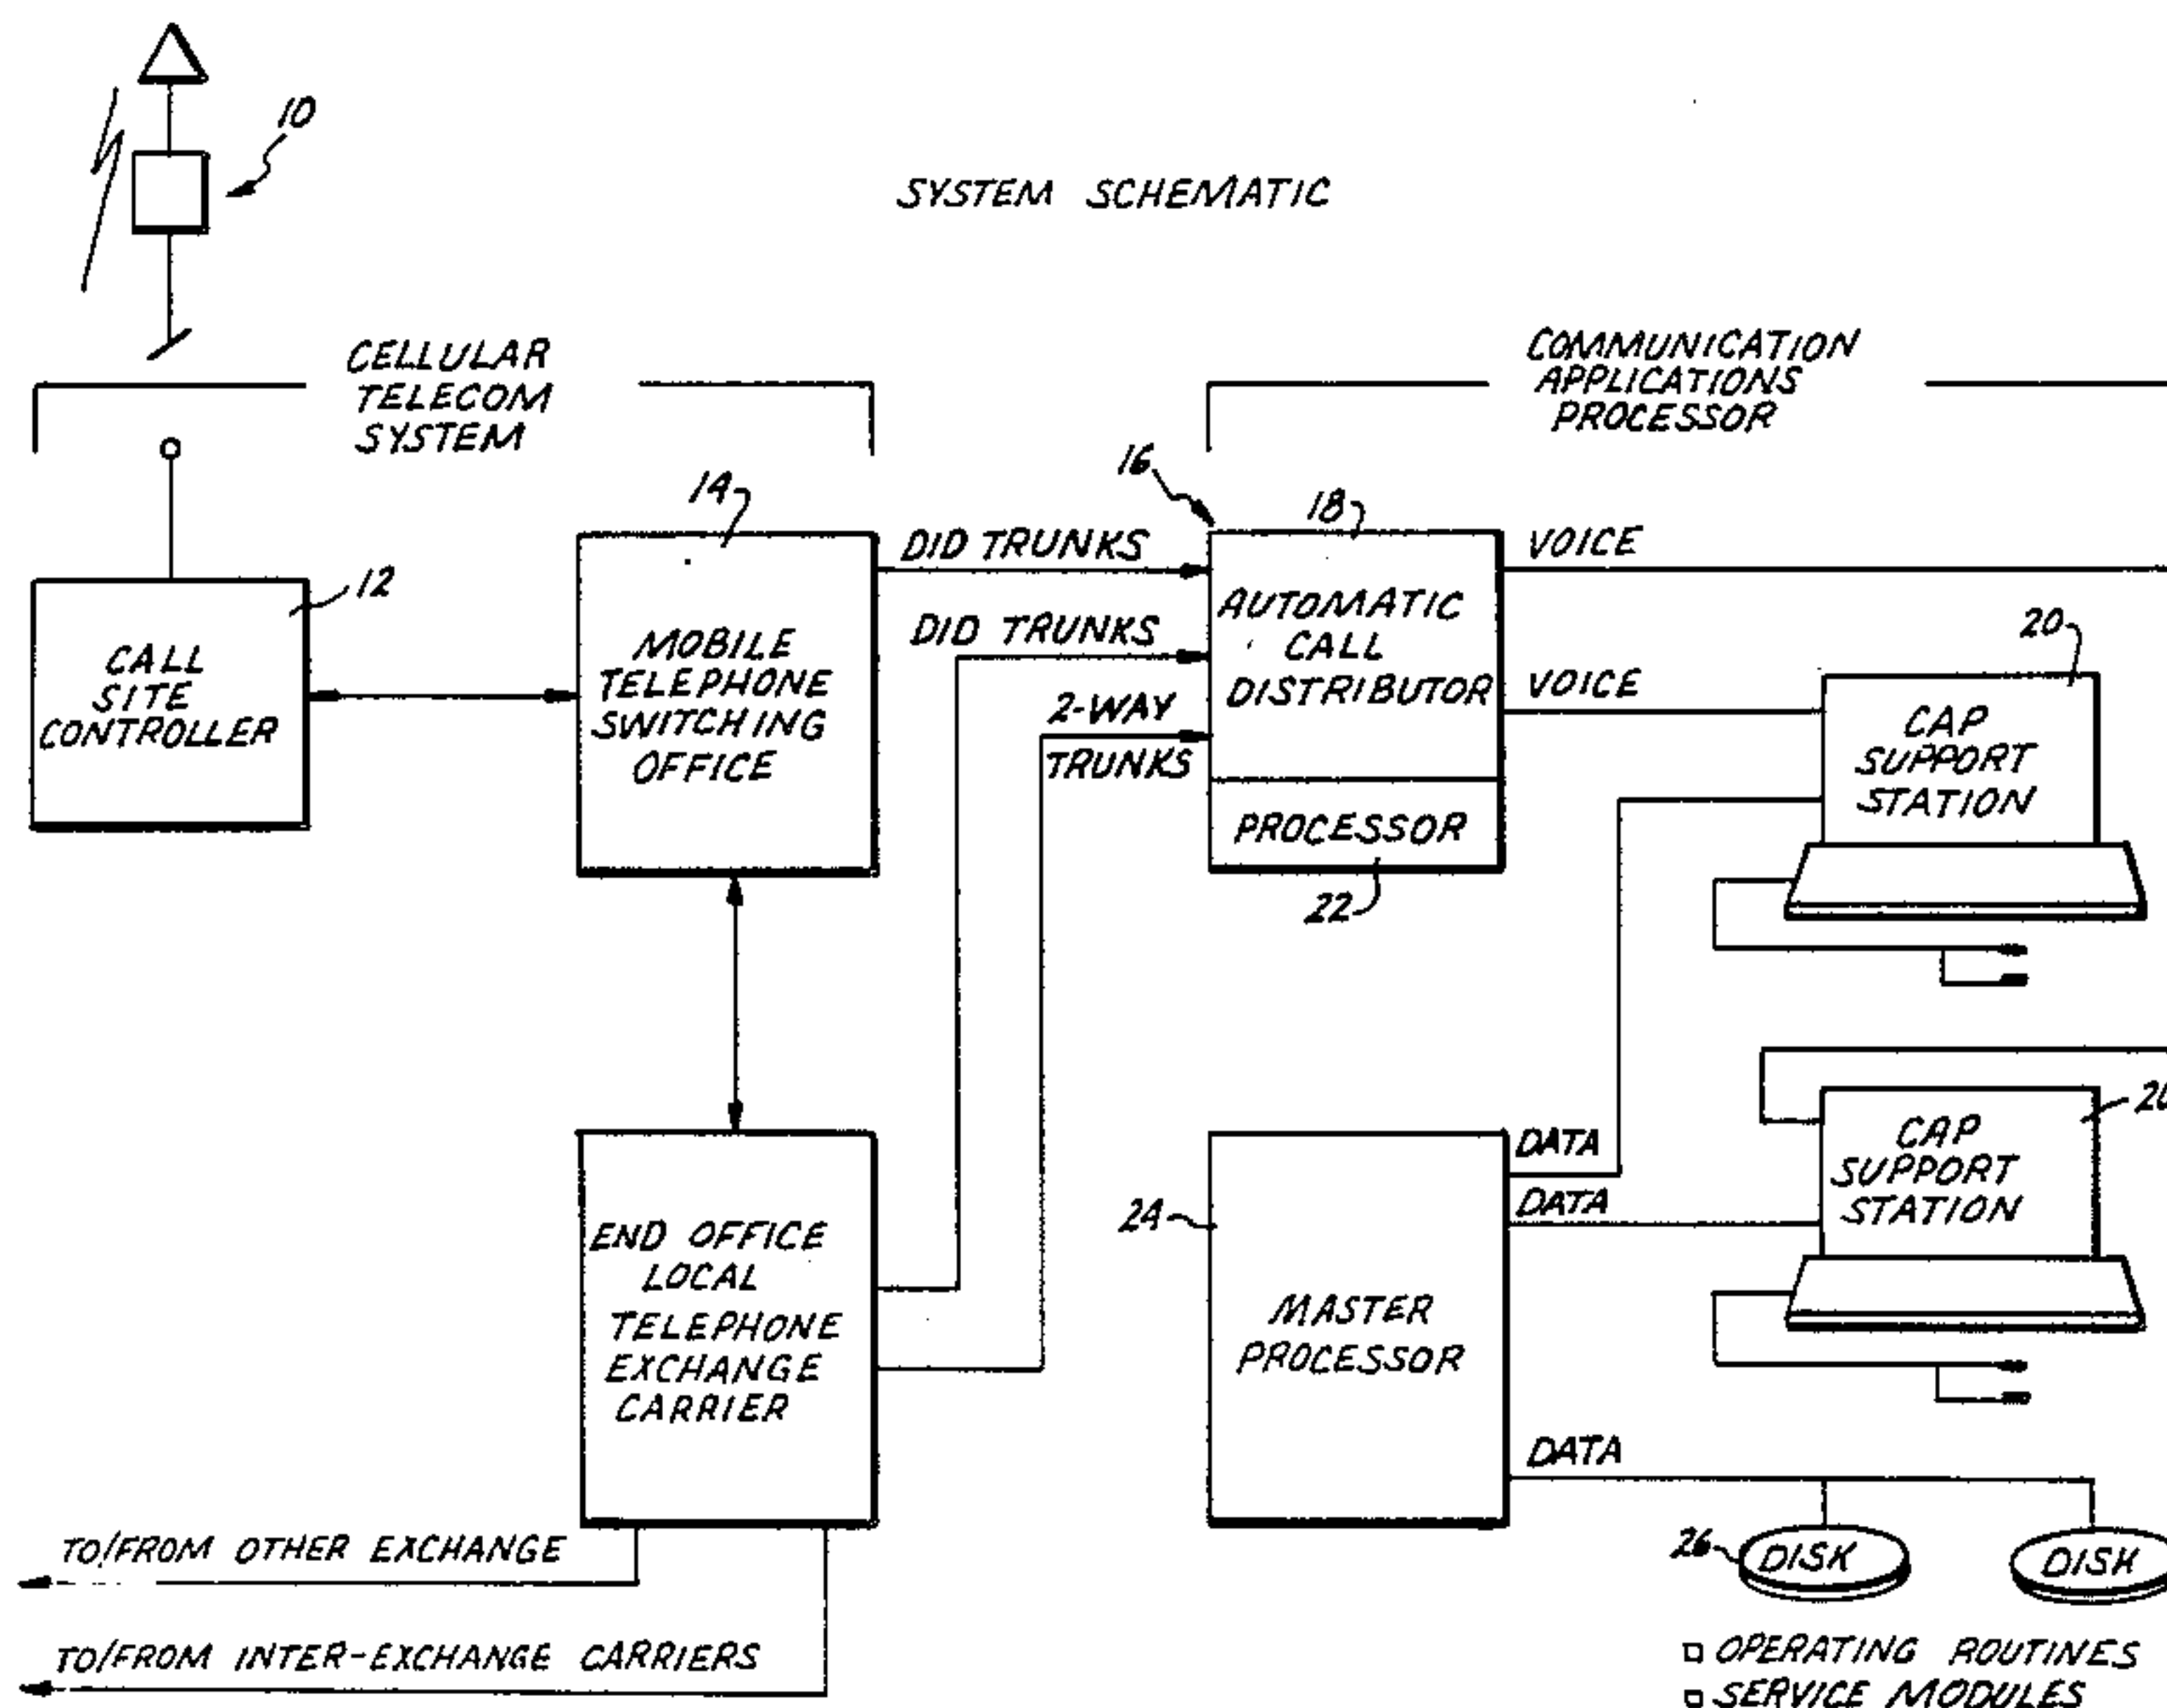 10
SYSTEM SCHEMATIC
CELLULAR
TELECOM
SYSTEM
COMMUNICATION
APPLICATIONS
PROCESSOR
12
CALL
SITE
CONTROLLER
14
MOBILE
TELEPHONE
SWITCHING
OFFICE
DID TRUNKS
DID TRUNKS
2-WAY
TRUNKS
16
18
AUTOMATIC
CALL
DISTRIBUTOR
PROCESSOR
22
VOICE
VOICE
20
CAP
SUPPORT
STATION
END OFFICE
LOCAL
TELEPHONE
EXCHANGE
CARRIER
24
MASTER
PROCESSOR
DATA
DATA
DATA
20
CAP
SUPPORT
STATION
26
DISK
DISK
TO/FROM OTHER EXCHANGE
TO/FROM INTER-EXCHANGE CARRIERS
OPERATING ROUTINES
SERVICE MODULES